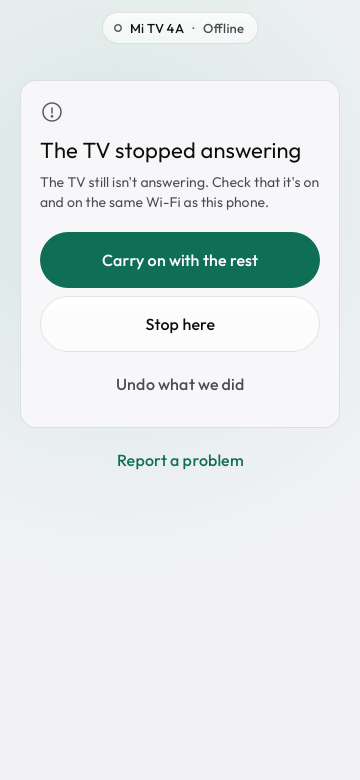 Mi TV 4A · Offline
The TV stopped answering
The TV still isn't answering. Check that it's on
and on the same Wi-Fi as this phone.
Carry on with the rest
Stop here
Undo what we did
Report a problem